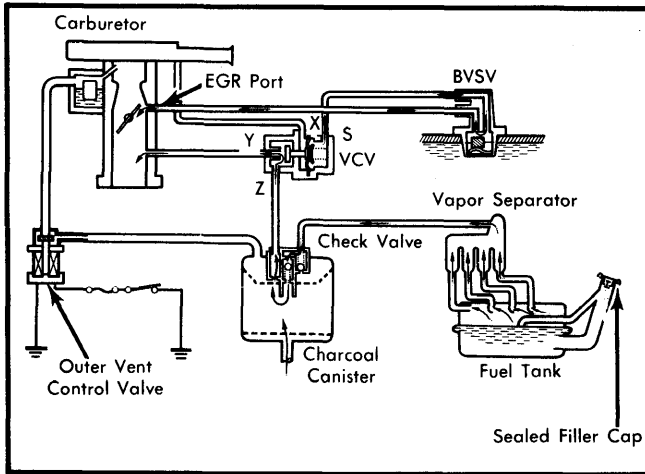 Carburetor
EGR Port
BVSV
X
S
Y
VCV
Z
Vapor Separator
Check Valve
Outer Vent
Control Valve
Charcoal
Canister
Fuel Tank
Sealed Filler Cap